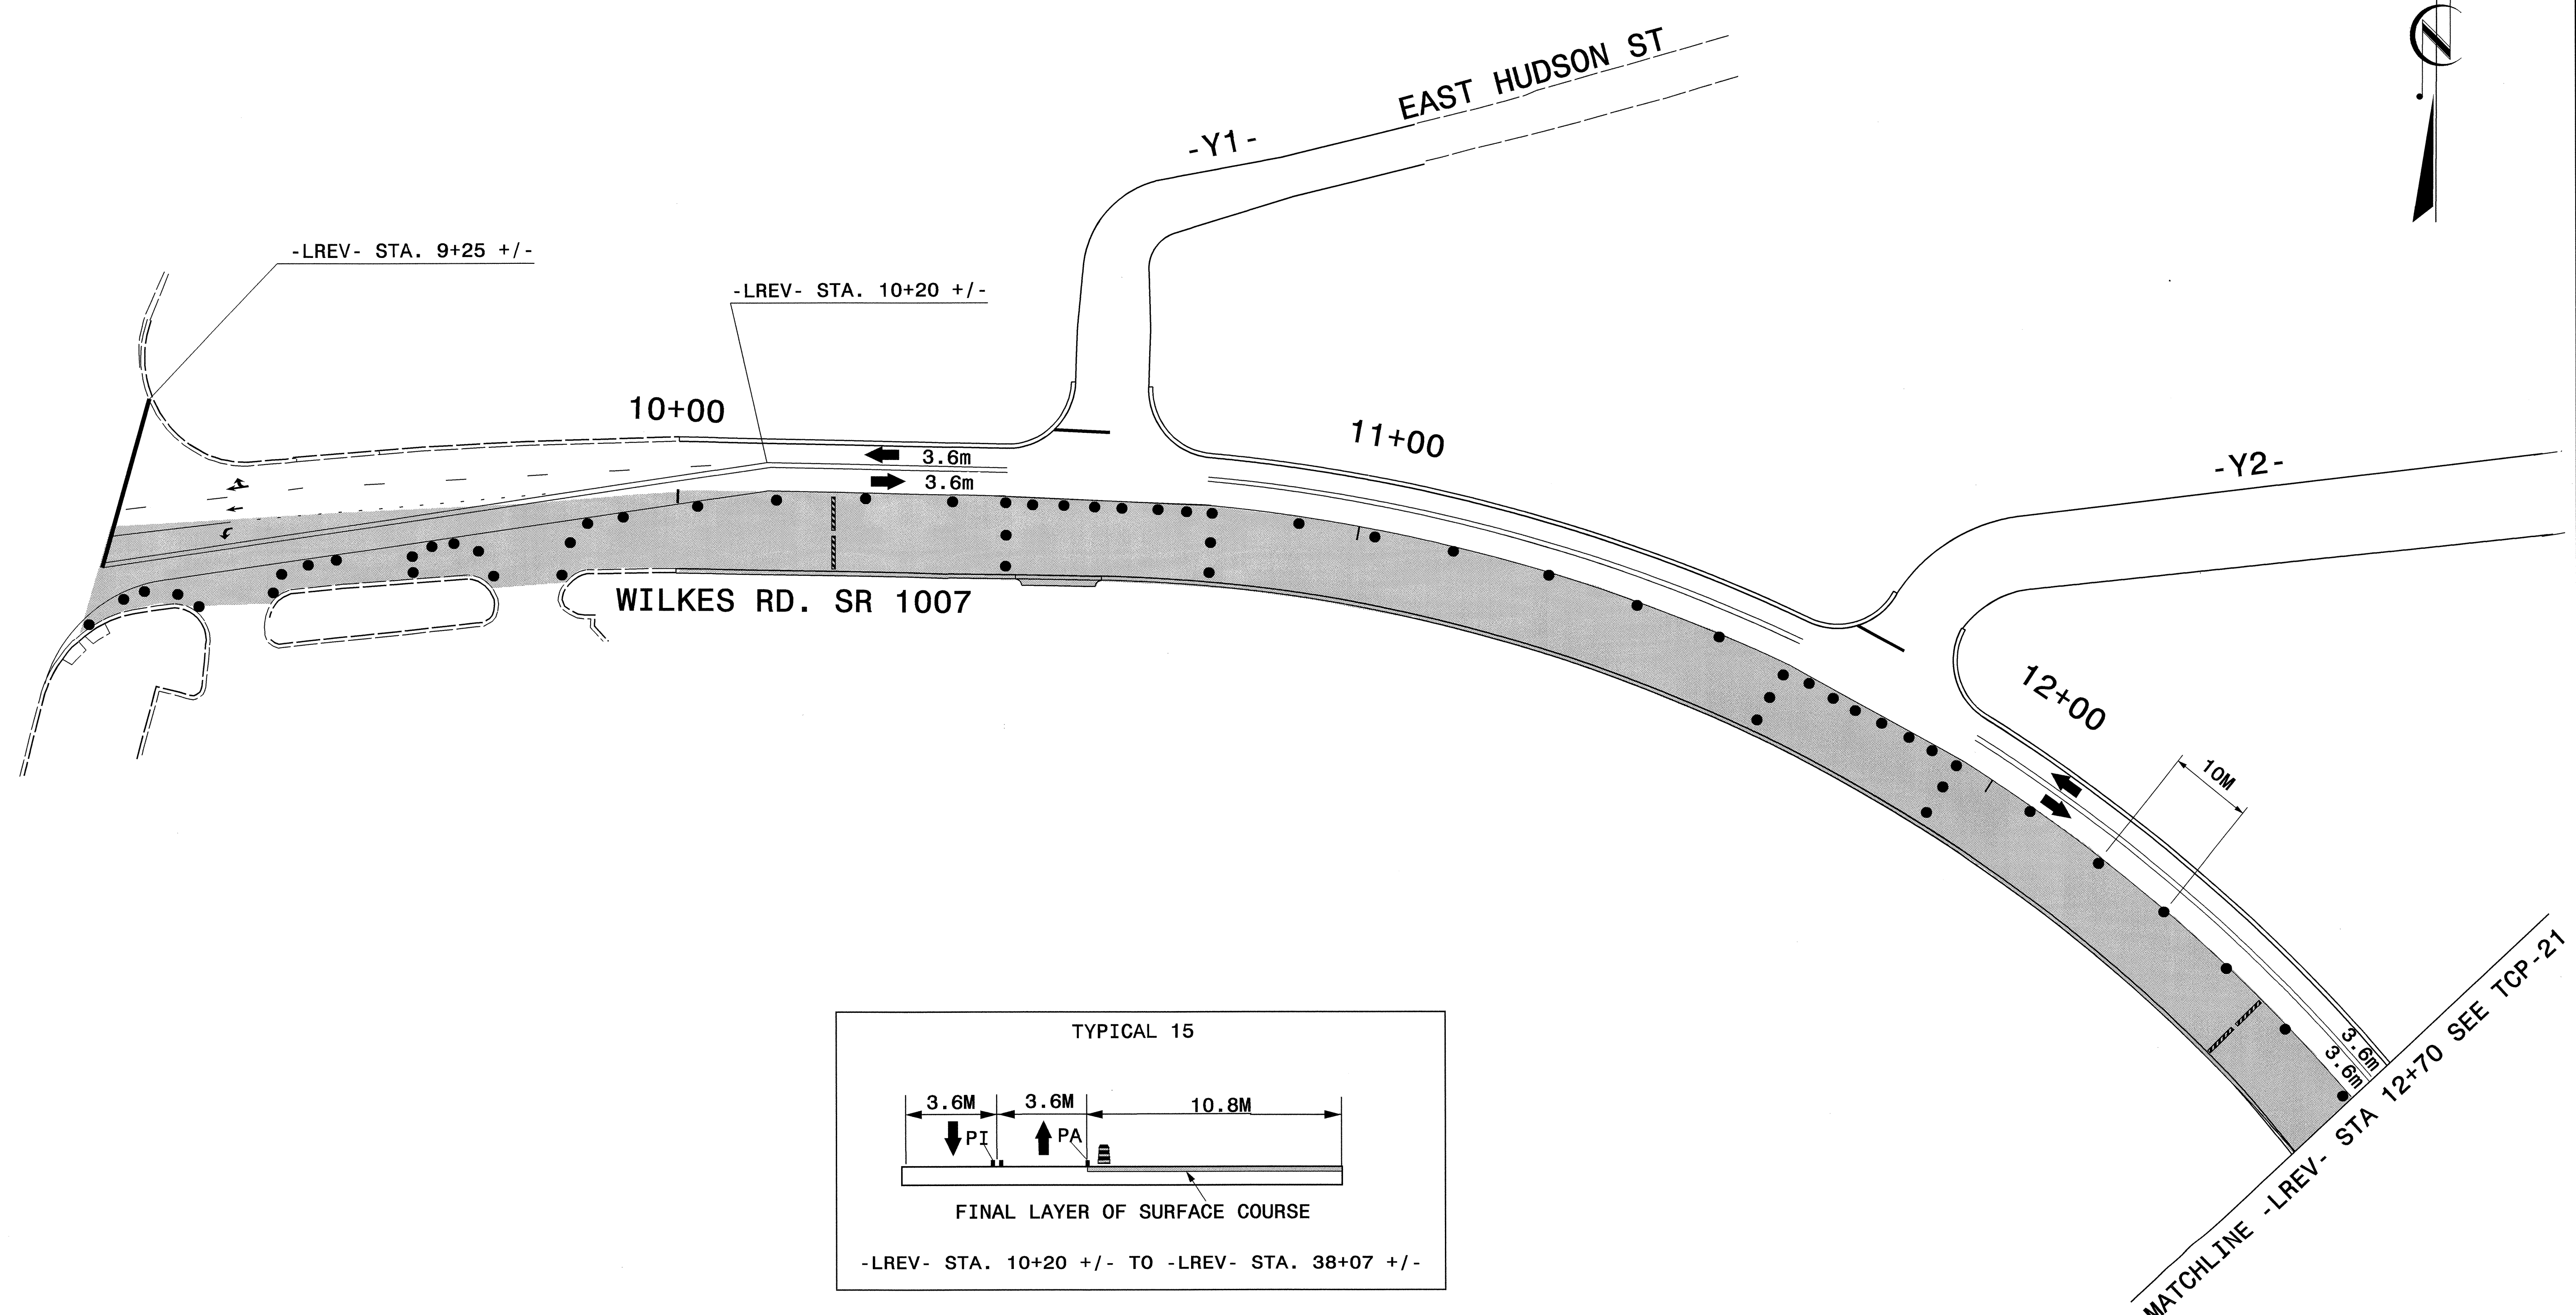 N
EAST HUDSON ST
-Y1-
-LREV- STA. 9+25 +/-
-LREV- STA. 10+20 +/-
10+00
11+00
3.6m
3.6m
-Y2-
WILKES RD. SR 1007
12+00
10M
3.6m
3.6m
MATCHLINE -LREV- STA 12+70 SEE TCP-21
TYPICAL 15
3.6M 3.6M 10.8M
PI PA
FINAL LAYER OF SURFACE COURSE
-LREV- STA. 10+20 +/- TO -LREV- STA. 38+07 +/-